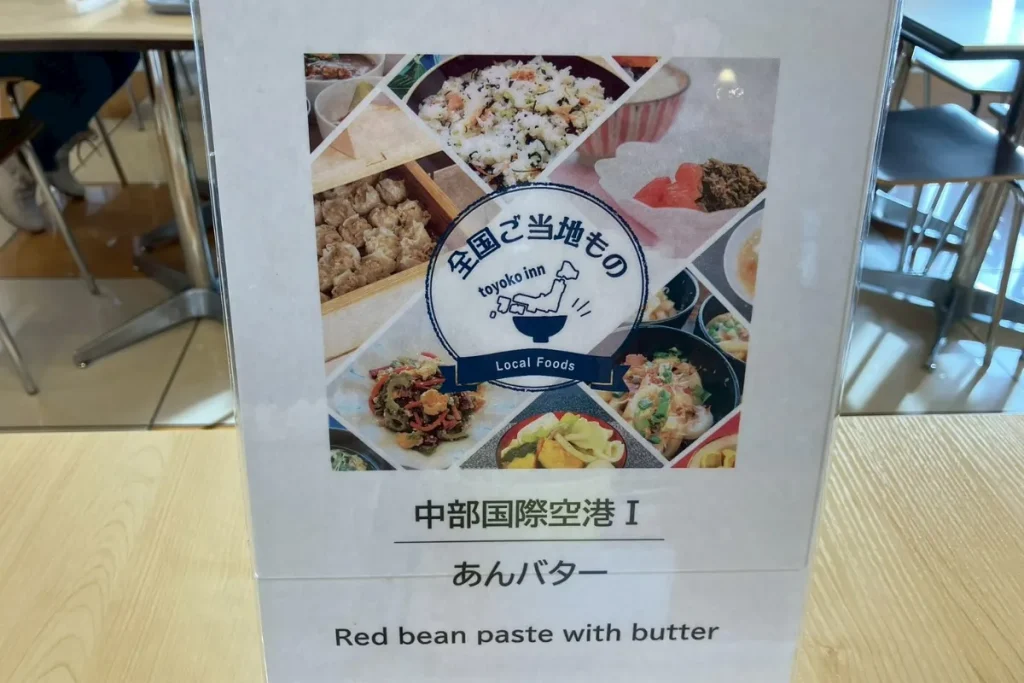 全国ご当地もの
toyoko inn
Local Foods
中部国際空港Ⅰ
あんバター
Red bean paste with butter